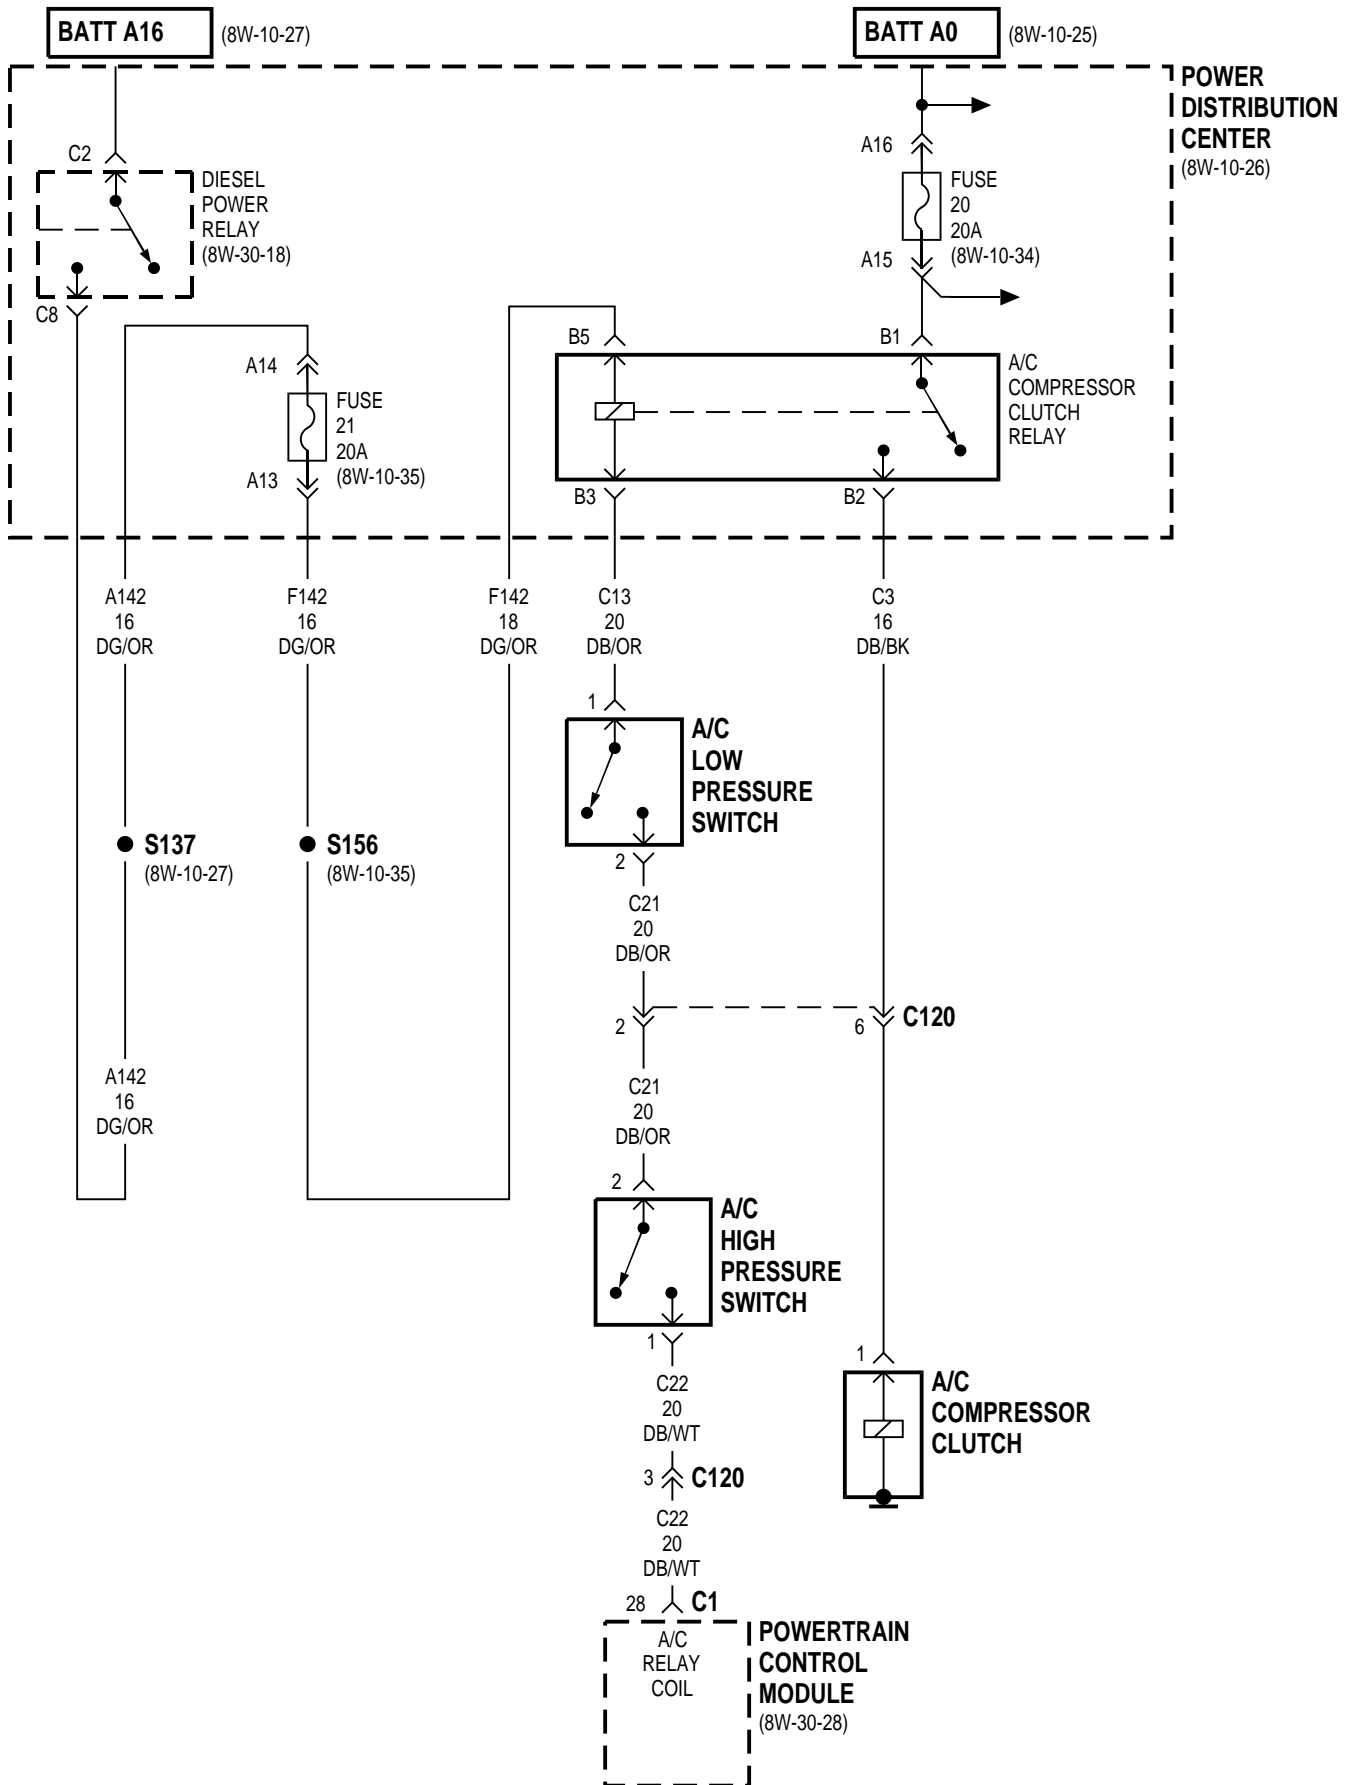 BATT A16
(8W-10-27)
BATT A0
(8W-10-25)
POWER
DISTRIBUTION
CENTER
(8W-10-26)
C2
DIESEL
POWER
RELAY
(8W-30-18)
C8
A16
FUSE
20
20A
(8W-10-34)
A15
A14
FUSE
21
20A
(8W-10-35)
A13
B5
B1
A/C
COMPRESSOR
CLUTCH
RELAY
B3
B2
A142
16
DG/OR
F142
16
DG/OR
F142
18
DG/OR
C13
20
DB/OR
C3
16
DB/BK
1
A/C
LOW
PRESSURE
SWITCH
2
S137
(8W-10-27)
S156
(8W-10-35)
C21
20
DB/OR
2
6
C120
A142
16
DG/OR
C21
20
DB/OR
2
A/C
HIGH
PRESSURE
SWITCH
1
1
A/C
COMPRESSOR
CLUTCH
C22
20
DB/WT
3
C120
C22
20
DB/WT
28
C1
A/C
RELAY
COIL
POWERTRAIN
CONTROL
MODULE
(8W-30-28)